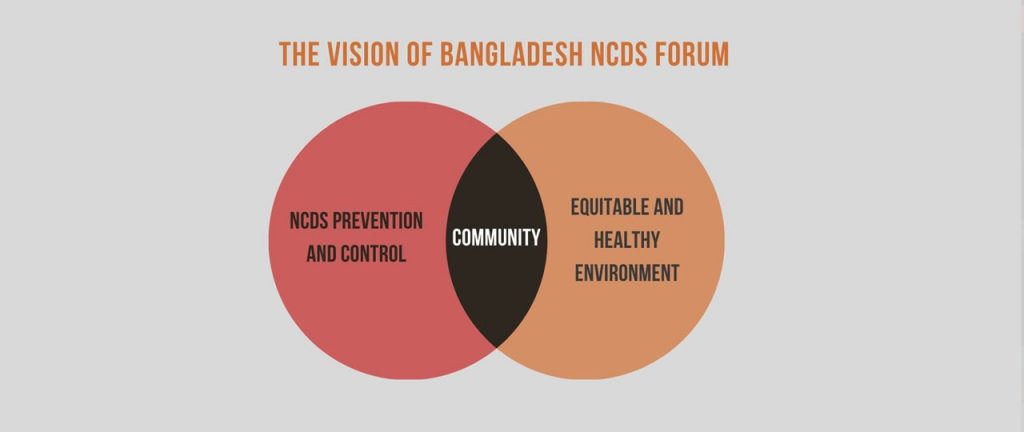 THE VISION OF BANGLADESH NCDS FORUM
NCDS PREVENTION
AND CONTROL
COMMUNITY
EQUITABLE AND
HEALTHY
ENVIRONMENT